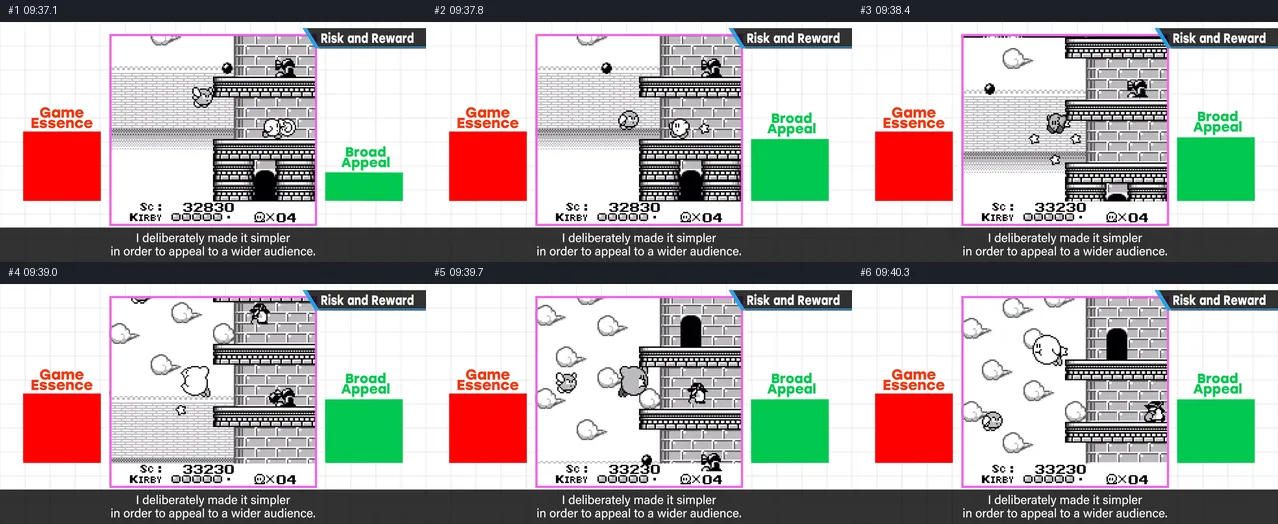 #1 09:37.1
Risk and Reward
Game
Essence
Broad
Appeal
Sc: 32830
KIRBY ×04
I deliberately made it simpler
in order to appeal to a wider audience.
#2 09:37.8
Risk and Reward
Game
Essence
Broad
Appeal
Sc: 32830
KIRBY ×04
I deliberately made it simpler
in order to appeal to a wider audience.
#3 09:38.4
Risk and Reward
Game
Essence
Broad
Appeal
Sc: 33230
KIRBY ×04
I deliberately made it simpler
in order to appeal to a wider audience.
#4 09:39.0
Risk and Reward
Game
Essence
Broad
Appeal
Sc: 33230
KIRBY ×04
I deliberately made it simpler
in order to appeal to a wider audience.
#5 09:39.7
Risk and Reward
Game
Essence
Broad
Appeal
Sc: 33230
KIRBY ×04
I deliberately made it simpler
in order to appeal to a wider audience.
#6 09:40.3
Risk and Reward
Game
Essence
Broad
Appeal
Sc: 33230
KIRBY ×04
I deliberately made it simpler
in order to appeal to a wider audience.